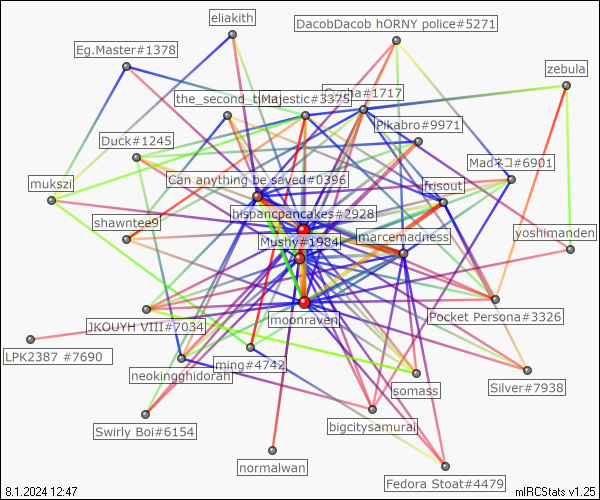 eliakith
DacobDacob hORNY police#5271
Eg.Master#1378
zebula
the_second_t
Majestic#3375
#1717
Pikabro#9971
Duck#1245
Madネコ#6901
mukszi
Can anything be saved#0396
frisout
shawntee9
hispancpancakes#2928
yoshimanden
Mushy#1984
marcemadness
moonraven
Pocket Persona#3326
JKOUYH VIII#7034
LPK2387 #7690
neokingghidorah
ming#4742
somass
Silver#7938
Swirly Boi#6154
bigcitysamurai
normalwan
Fedora Stoat#4479
8.1.2024 12:47
mIRCStats v1.25